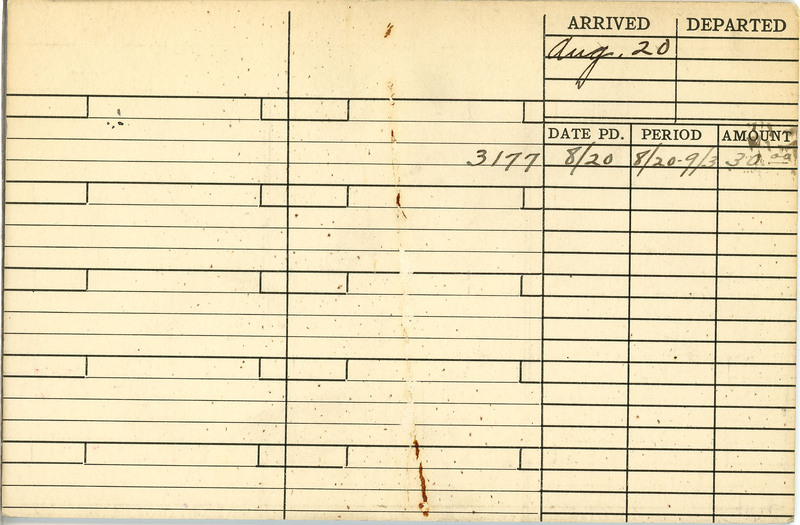 ARRIVED DEPARTED
Aug. 20
DATE PD. PERIOD AMOUNT
3177 8/20 8/20-9/3 30.00